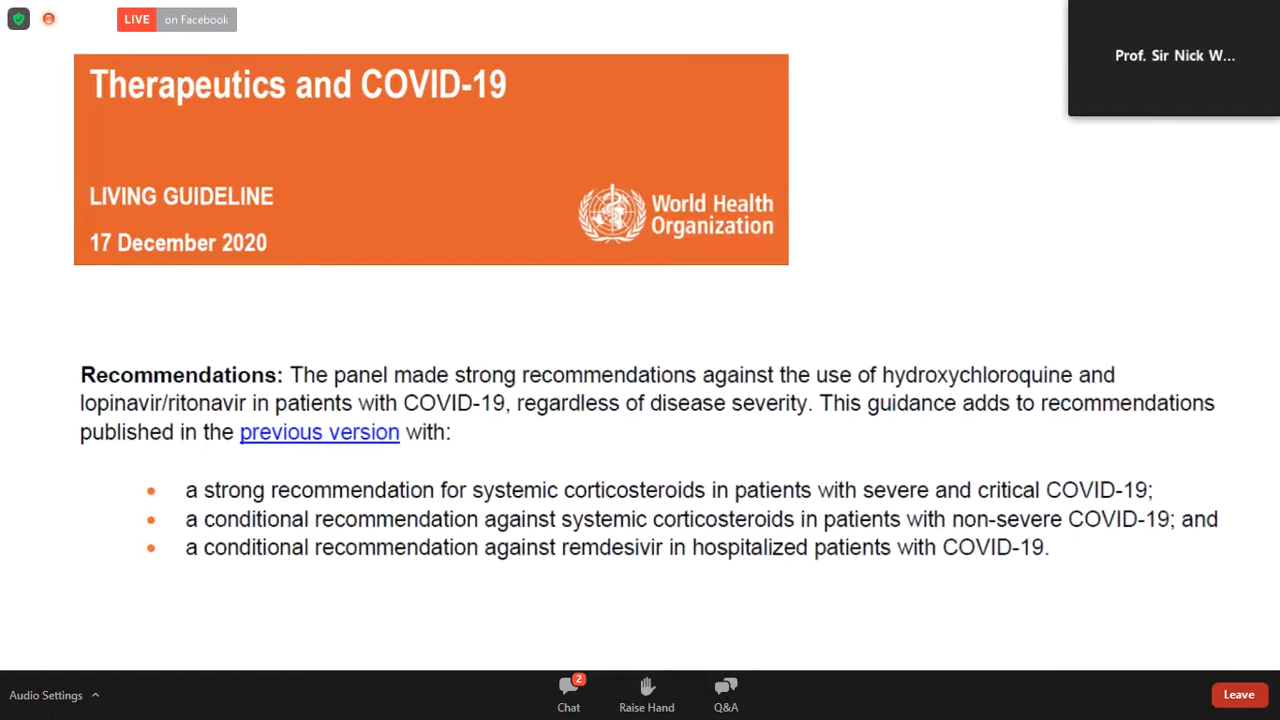 LIVE on Facebook
Prof. Sir Nick W...
Therapeutics and COVID-19
LIVING GUIDELINE
17 December 2020
World Health
Organization
Recommendations: The panel made strong recommendations against the use of hydroxychloroquine and
lopinavir/ritonavir in patients with COVID-19, regardless of disease severity. This guidance adds to recommendations
published in the previous version with:
• a strong recommendation for systemic corticosteroids in patients with severe and critical COVID-19;
• a conditional recommendation against systemic corticosteroids in patients with non-severe COVID-19; and
• a conditional recommendation against remdesivir in hospitalized patients with COVID-19.
Audio Settings
2
Chat
Raise Hand
Q&A
Leave